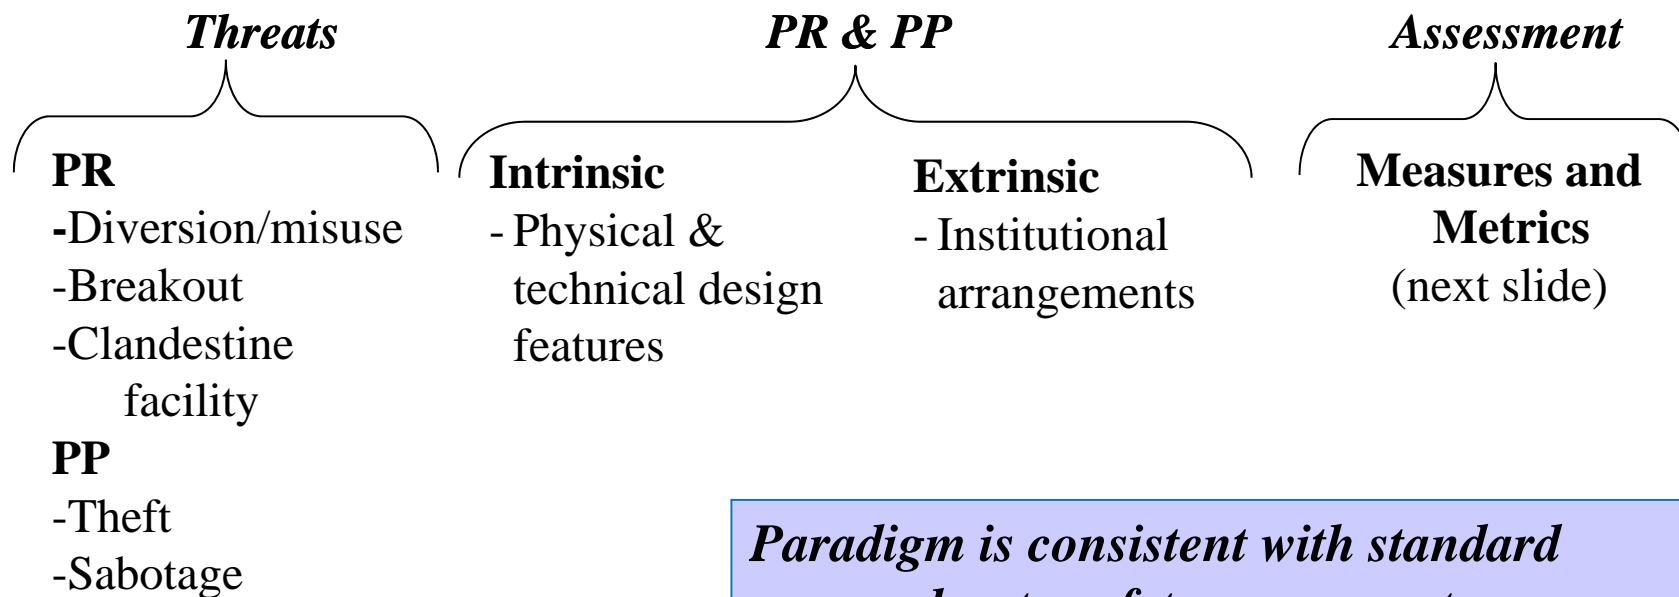 Threats
PR & PP
Assessment
PR
-Diversion/misuse
-Breakout
-Clandestine
facility
PP
-Theft
-Sabotage
Intrinsic
- Physical &
technical design
features
Extrinsic
- Institutional
arrangements
Measures and
Metrics
(next slide)
Paradigm is consistent with standard